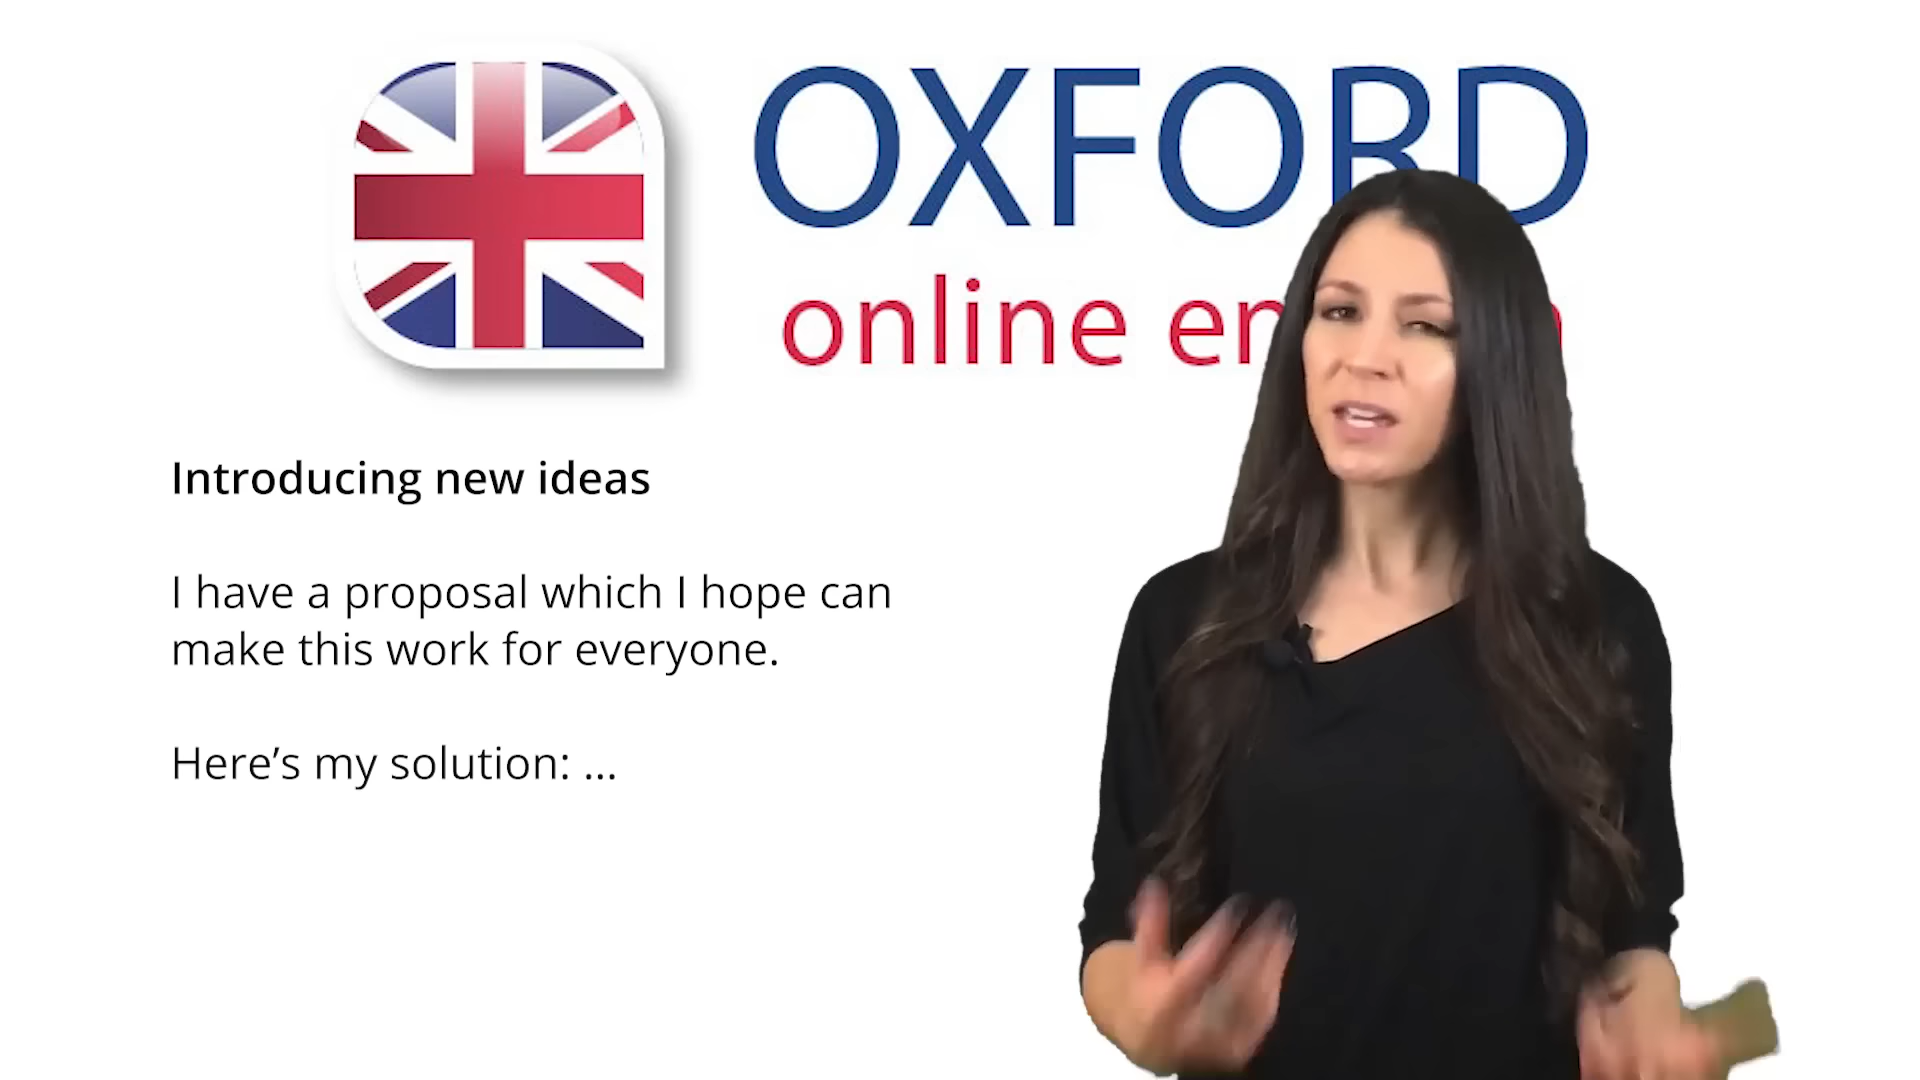 OXFORD
online en
Introducing new ideas
I have a proposal which I hope can
make this work for everyone.
Here’s my solution: ...